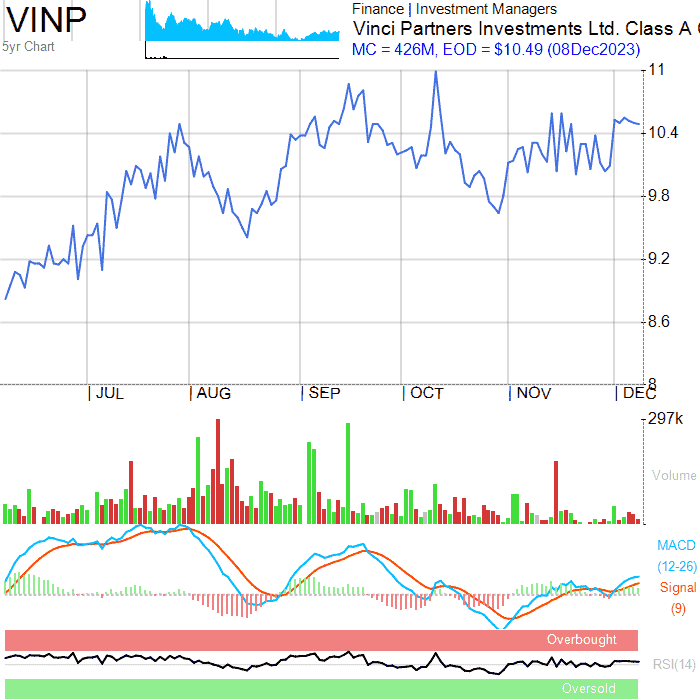 VINP
5yr Chart
Finance | Investment Managers
Vinci Partners Investments Ltd. Class A
MC = 426M, EOD = $10.49 (08Dec2023)
11
10.4
9.8
9.2
8.6
8
JUL AUG SEP OCT NOV DEC
297k
Volume
MACD
(12-26)
Signal
(9)
Overbought
RSI(14)
Oversold